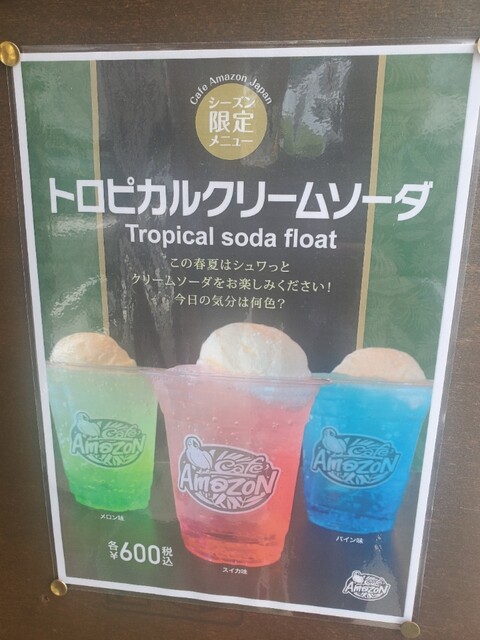 Cafe Amazon Japan
シーズン
限定
メニュー
トロピカルクリームソーダ
Tropical soda float
この春夏はシュワっと
クリームソーダをお楽しみください！
今日の気分は何色？
Café
Amazon
Café
Amazon
Café
Amazon
メロン味
パイン味
各¥600税込
スイカ味
Café
Amazon